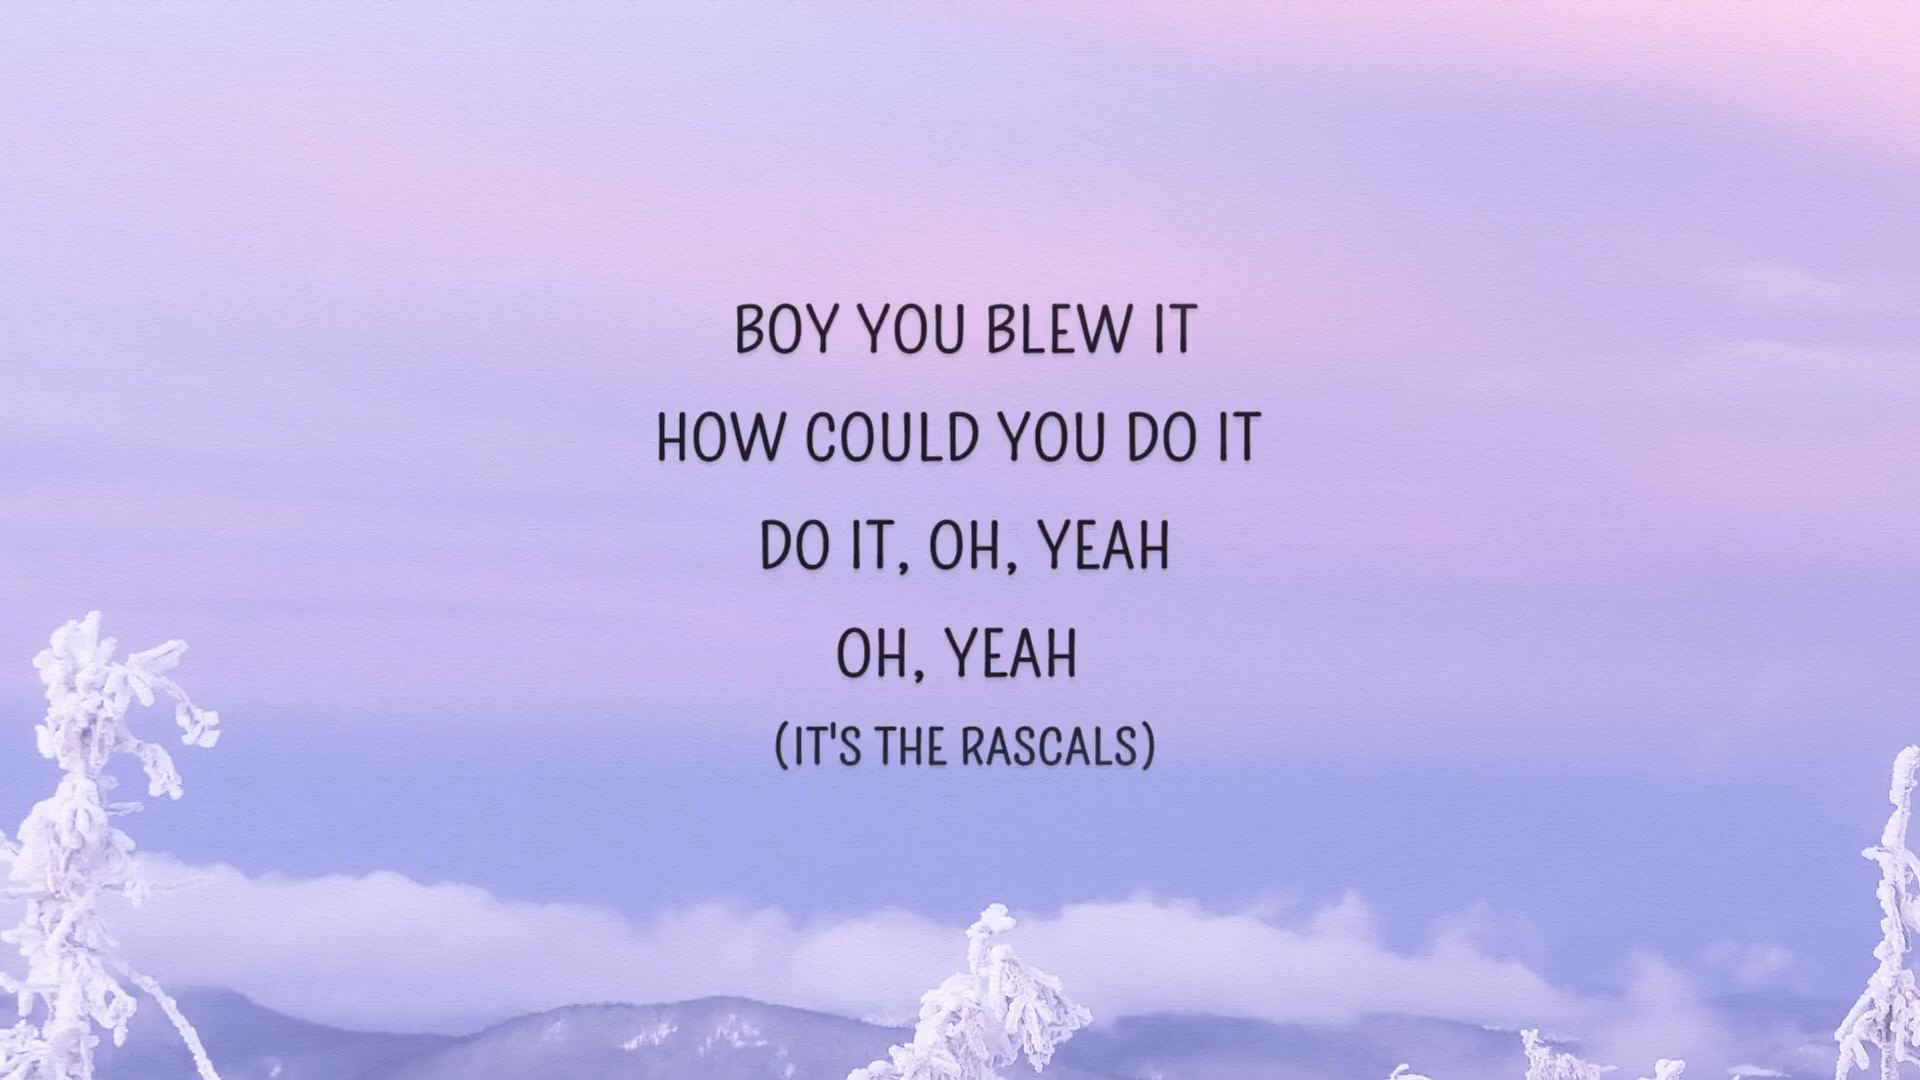 BOY YOU BLEW IT
HOW COULD YOU DO IT
DO IT, OH, YEAH
OH, YEAH
(IT'S THE RASCALS)